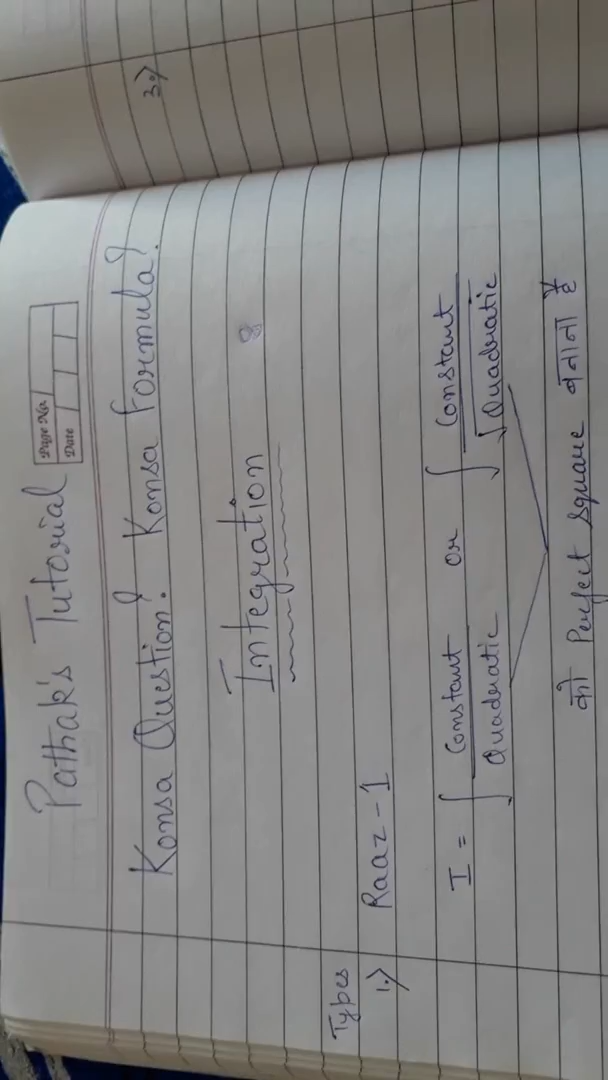 Pathak's Tutorial
Page No.
Date
Konsa Question? Konsa Formula?
Integration
Types
1.) Raaz - 1
I = ∫ Constant / Quadratic or ∫ Constant / √Quadratic
को Perfect square बनाना है
3.)